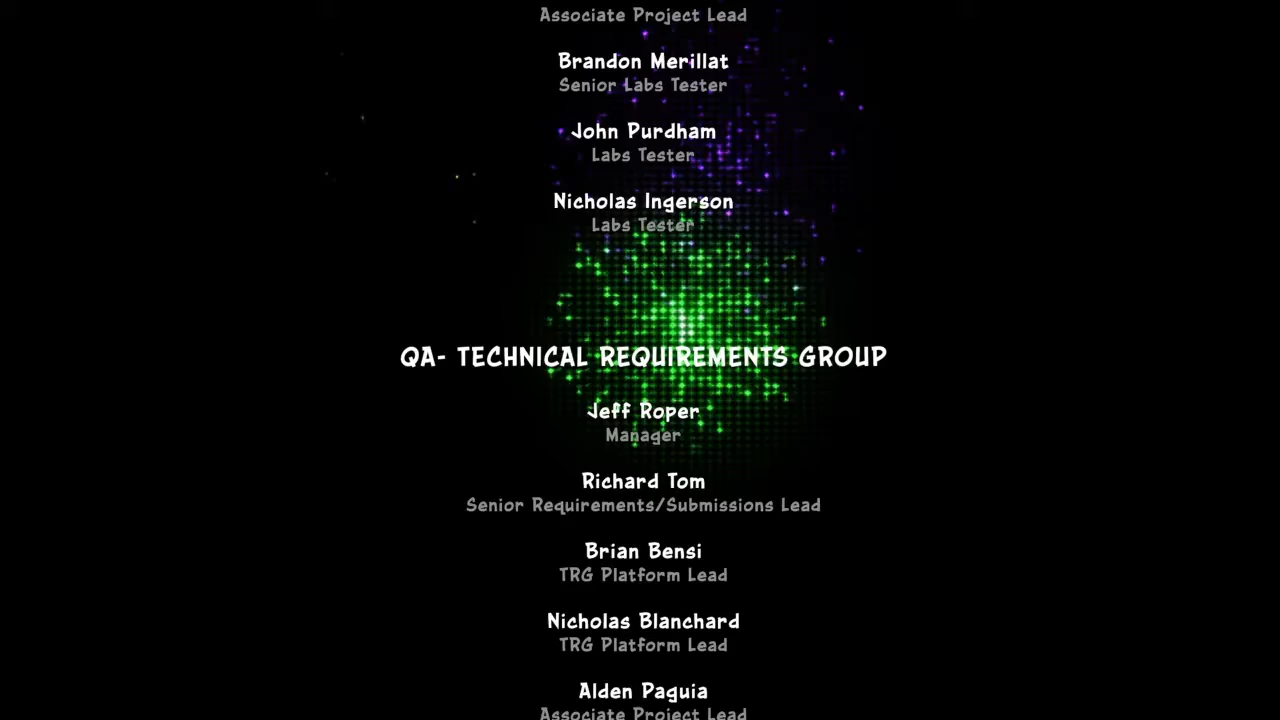 Associate Project Lead
Brandon Merillat
Senior Labs Tester
John Purdham
Labs Tester
Nicholas Ingerson
Labs Tester
QA- TECHNICAL REQUIREMENTS GROUP
Jeff Roper
Manager
Richard Tom
Senior Requirements/Submissions Lead
Brian Bensi
TRG Platform Lead
Nicholas Blanchard
TRG Platform Lead
Alden Paguia
Associate Project Lead